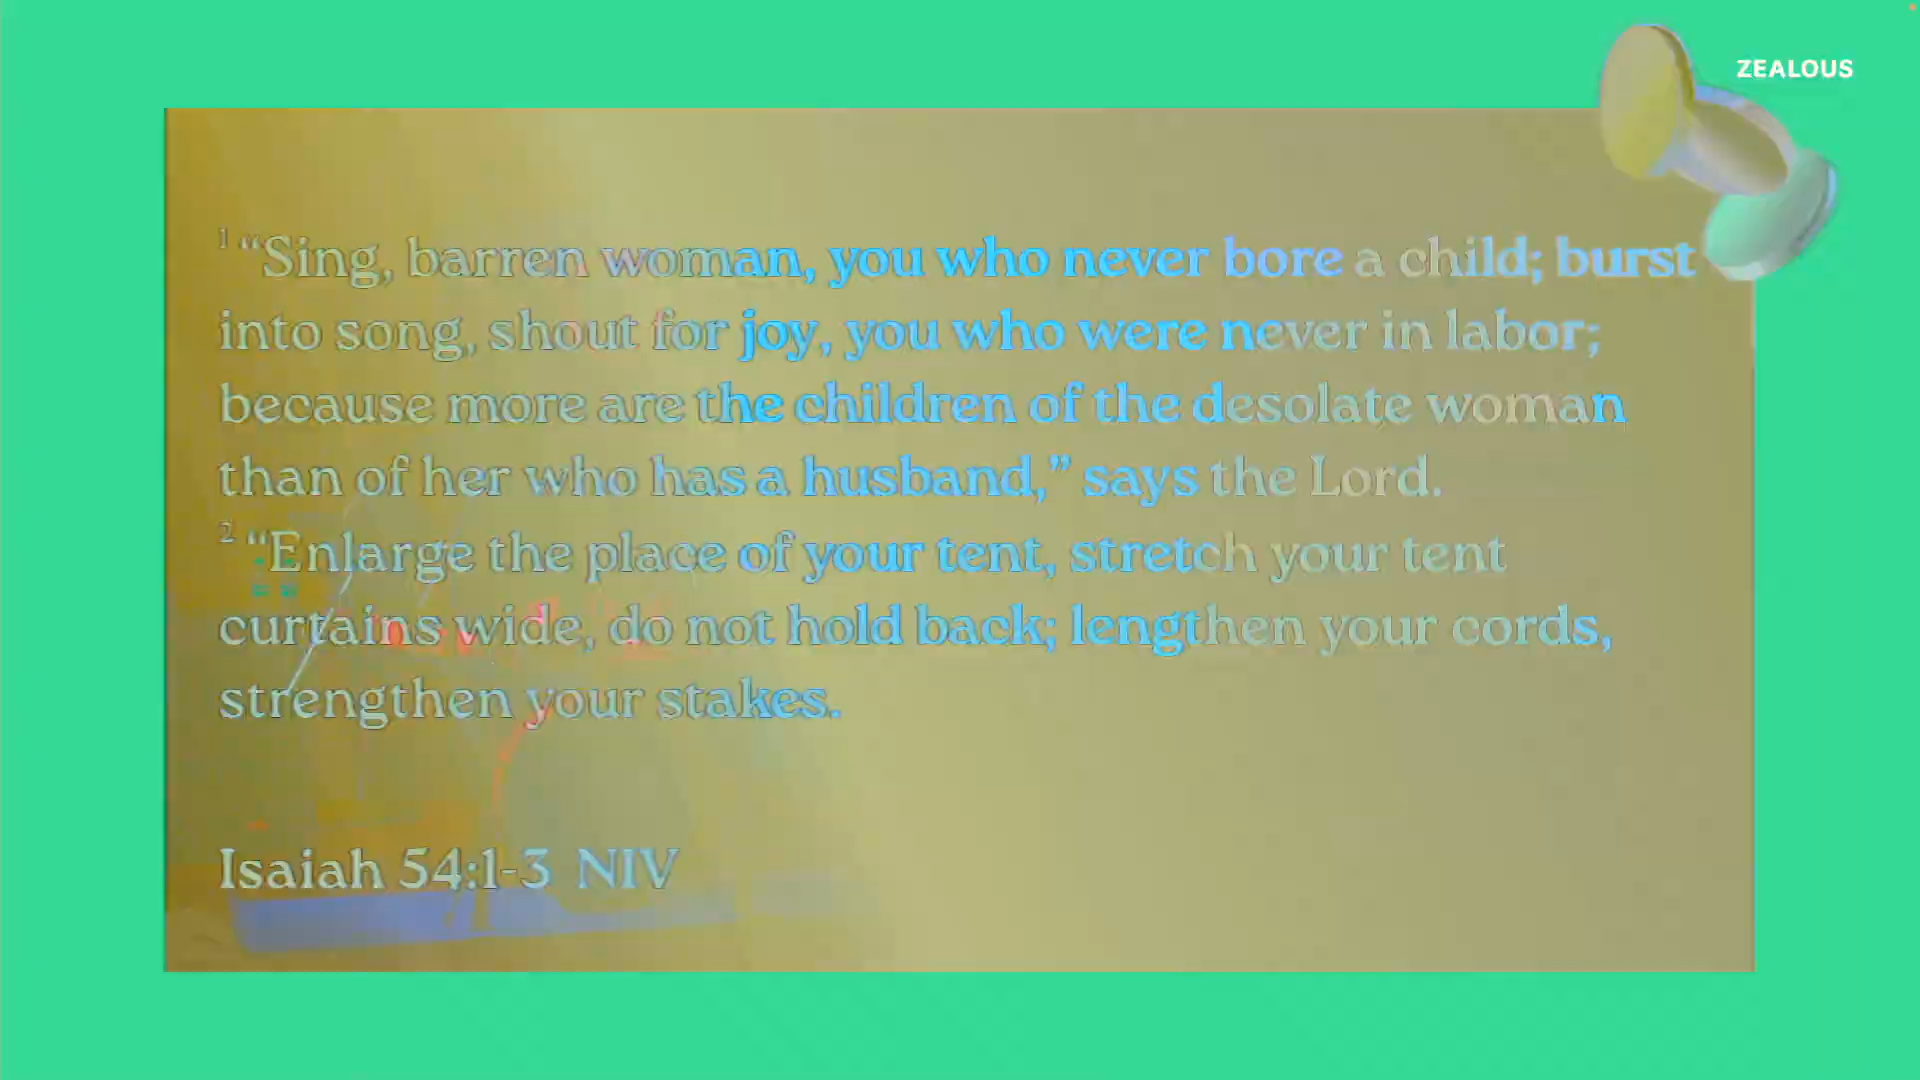 ZEALOUS
1 “Sing, barren woman, you who never bore a child; burst
into song, shout for joy, you who were never in labor;
because more are the children of the desolate woman
than of her who has a husband,” says the Lord.
2 “Enlarge the place of your tent, stretch your tent
curtains wide, do not hold back; lengthen your cords,
strengthen your stakes.
Isaiah 54:1-3 NIV